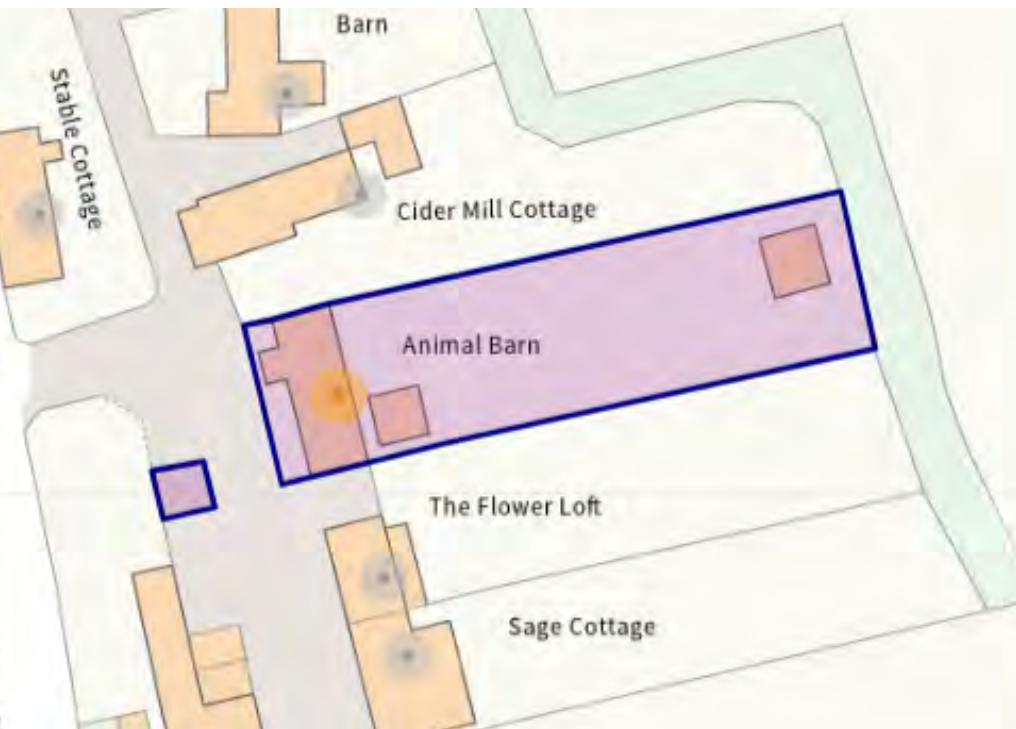 Barn
Stable Cottage
Cider Mill Cottage
Animal Barn
The Flower Loft
Sage Cottage